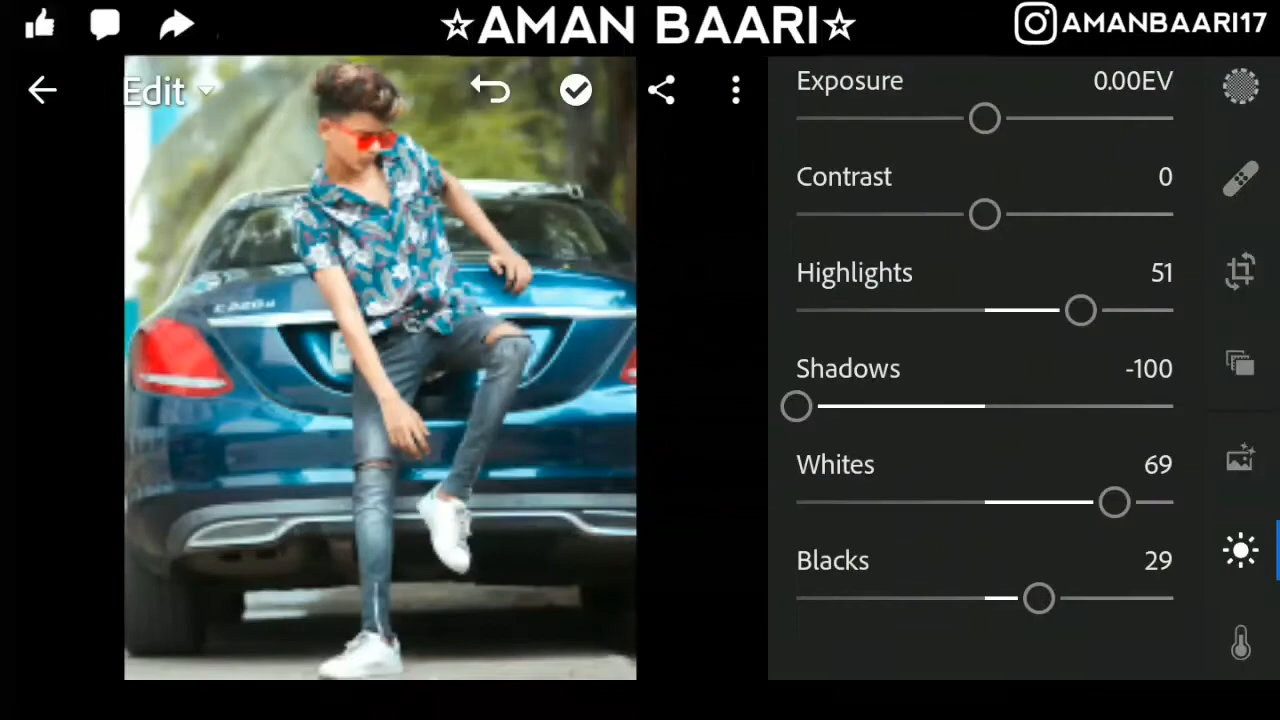 ☆AMAN BAARI☆
AMANBAARI17
Edit
Exposure 0.00EV
Contrast 0
Highlights 51
Shadows -100
Whites 69
Blacks 29